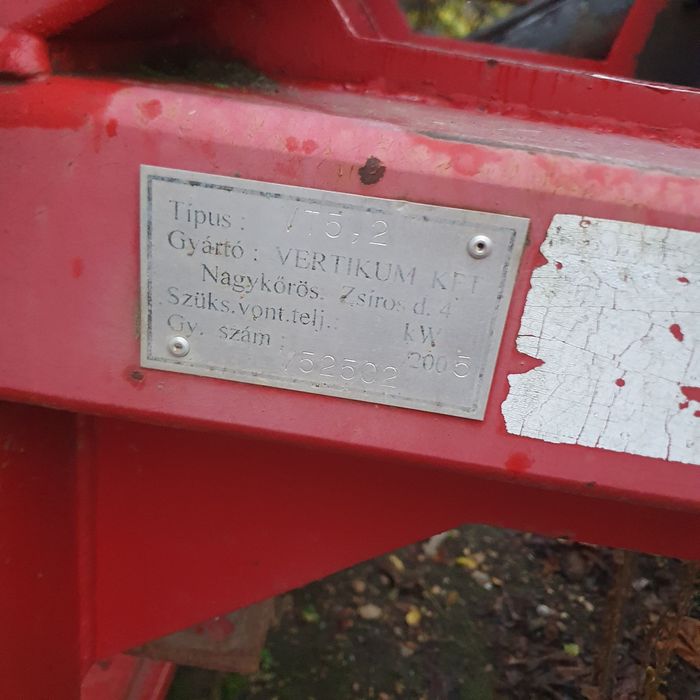 Típus : VT5,2
Gyártó : VERTIKUM KFT
Nagykőrös. Zsíros d. 4
Szüks.vont.telj.: kW
Gy. szám : V52502 2005